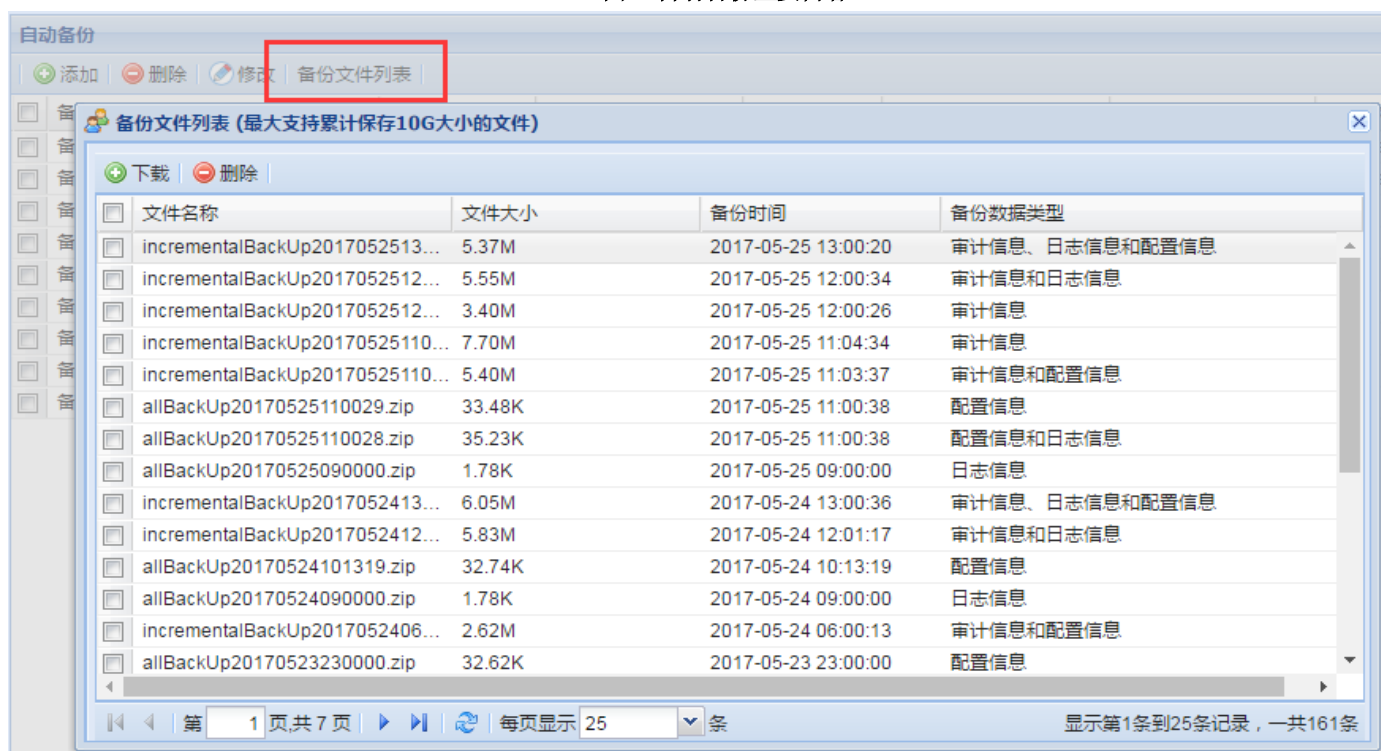 自动备份
添加 删除 修改 备份文件列表
备
备份文件列表 (最大支持累计保存10G大小的文件)
备
下载 删除
备
文件名称 文件大小 备份时间 备份数据类型
备
incrementalBackUp2017052513... 5.37M 2017-05-25 13:00:20 审计信息、日志信息和配置信息
备
incrementalBackUp2017052512... 5.55M 2017-05-25 12:00:34 审计信息和日志信息
备
incrementalBackUp2017052512... 3.40M 2017-05-25 12:00:26 审计信息
备
incrementalBackUp20170525110... 7.70M 2017-05-25 11:04:34 审计信息
备
incrementalBackUp20170525110... 5.40M 2017-05-25 11:03:37 审计信息和配置信息
备
allBackUp20170525110029.zip 33.48K 2017-05-25 11:00:38 配置信息
备
allBackUp20170525110028.zip 35.23K 2017-05-25 11:00:38 配置信息和日志信息
allBackUp20170525090000.zip 1.78K 2017-05-25 09:00:00 日志信息
incrementalBackUp2017052413... 6.05M 2017-05-24 13:00:36 审计信息、日志信息和配置信息
incrementalBackUp2017052412... 5.83M 2017-05-24 12:01:17 审计信息和日志信息
allBackUp20170524101319.zip 32.74K 2017-05-24 10:13:19 配置信息
allBackUp20170524090000.zip 1.78K 2017-05-24 09:00:00 日志信息
incrementalBackUp2017052406... 2.62M 2017-05-24 06:00:13 审计信息和配置信息
allBackUp20170523230000.zip 32.62K 2017-05-23 23:00:00 配置信息
第 1 页,共 7 页 每页显示 25 条 显示第1条到25条记录，一共161条